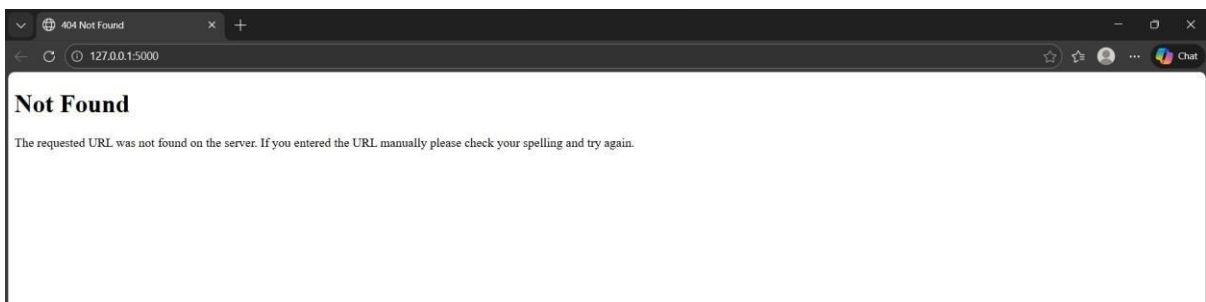 404 Not Found
127.0.0.1:5000
Chat
Not Found
The requested URL was not found on the server. If you entered the URL manually please check your spelling and try again.